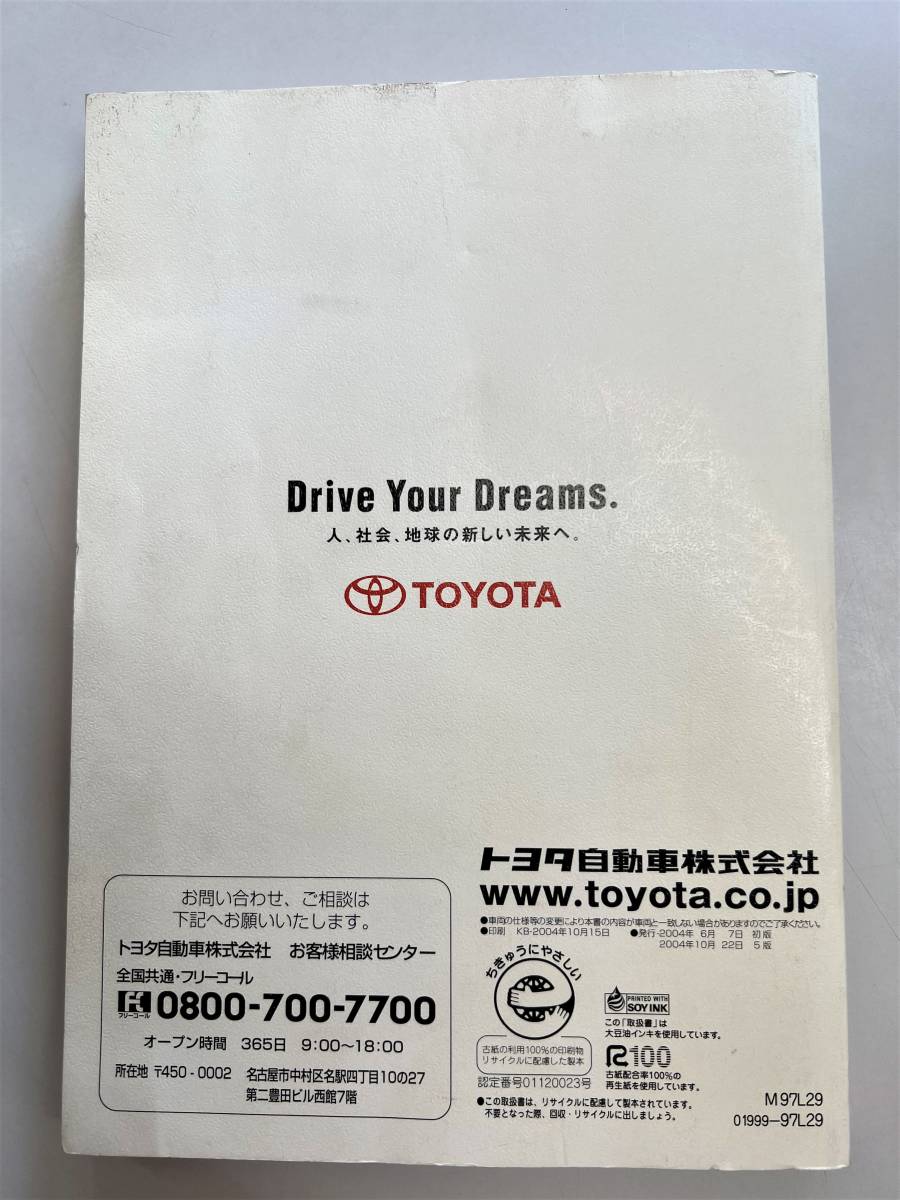 Drive Your Dreams.
人、社会、地球の新しい未来へ。
TOYOTA
お問い合わせ、ご相談は
下記へお願いいたします。
トヨタ自動車株式会社 お客様相談センター
全国共通・フリーコール
フリーコール 0800-700-7700
オープン時間 365日 9:00〜18:00
所在地 〒450-0002 名古屋市中村区名駅四丁目10の27
第二豊田ビル西館7階
トヨタ自動車株式会社
www.toyota.co.jp
●車両の仕様等の変更により本書の内容が車両と一致しない場合がありますのでご了承ください。
●印刷 KB-2004年10月15日 ●発行-2004年 6月 7日 初版
2004年10月 22日 5版
ちきゅうにやさしい
古紙の利用100%の印刷物
リサイクルに配慮した製本
認定番号01120023号
PRINTED WITH
SOY INK
この「取扱書」は
大豆油インキを使用しています。
R100
古紙配合率100%の
再生紙を使用しています。
●この取扱書は、リサイクルに配慮して製本されています。
不要となった際、回収・リサイクルに出しましょう。
M 97L29
01999-97L29